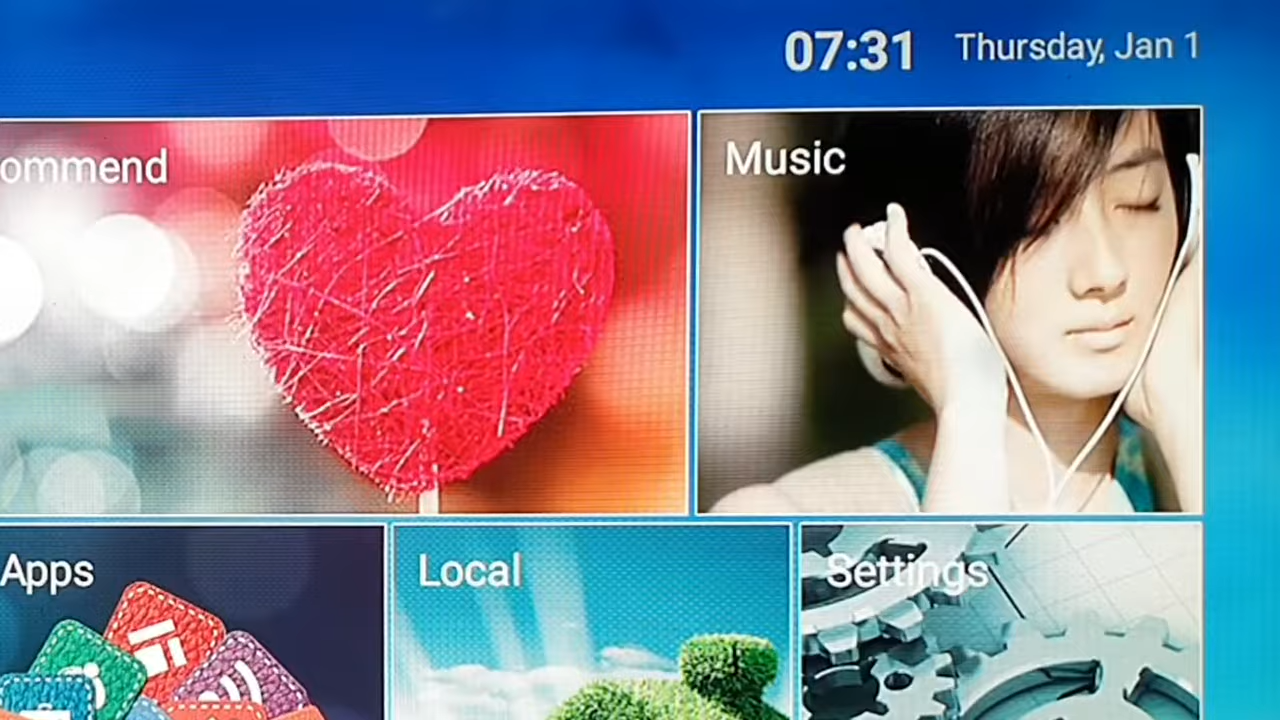 07:31 Thursday, Jan 1
ommend
Music
Apps
Local
Settings